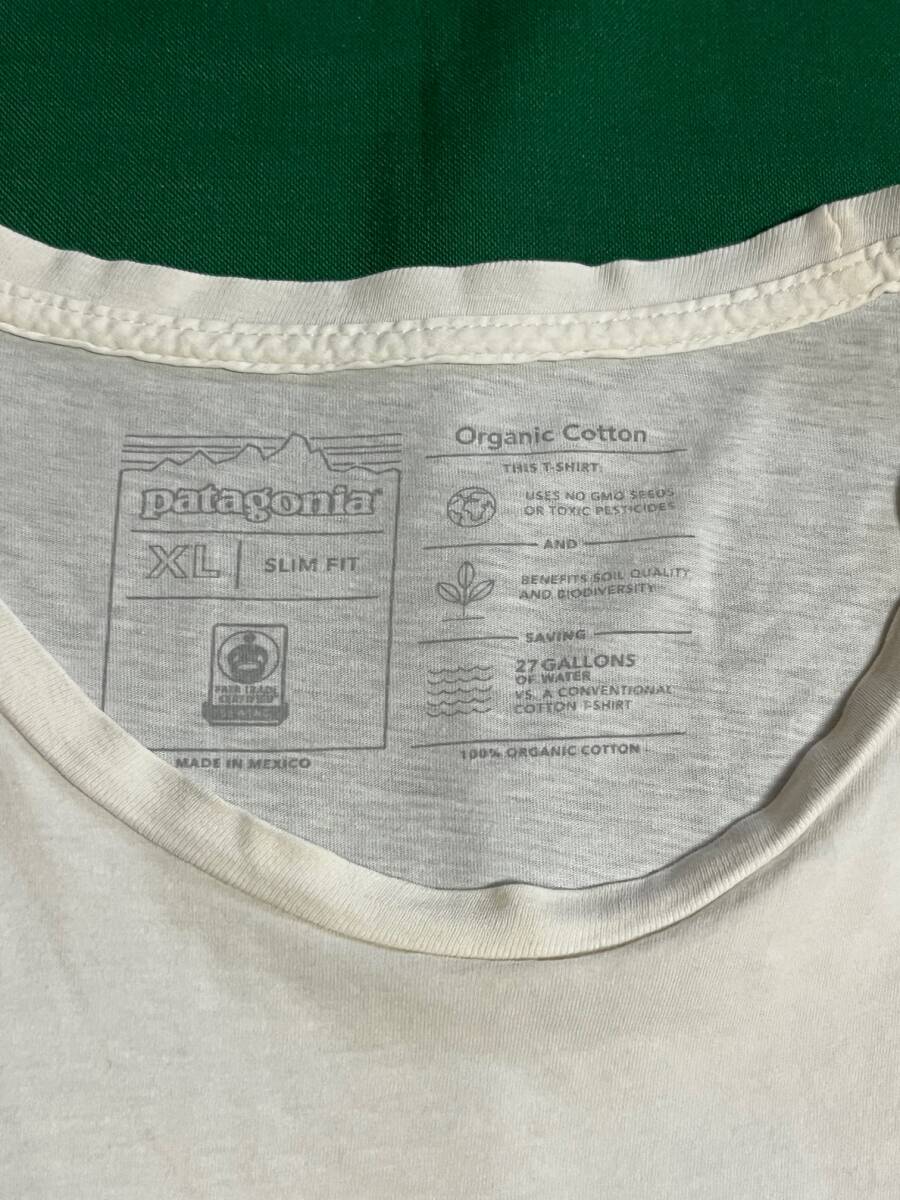 patagonia®
XL SLIM FIT
FAIR TRADE
CERTIFIED
MADE IN MEXICO
Organic Cotton
THIS T-SHIRT:
USES NO GMO SEEDS
OR TOXIC PESTICIDES
AND
BENEFITS SOIL QUALITY
AND BIODIVERSITY
SAVING
27 GALLONS
OF WATER
VS. A CONVENTIONAL
COTTON T-SHIRT
100% ORGANIC COTTON